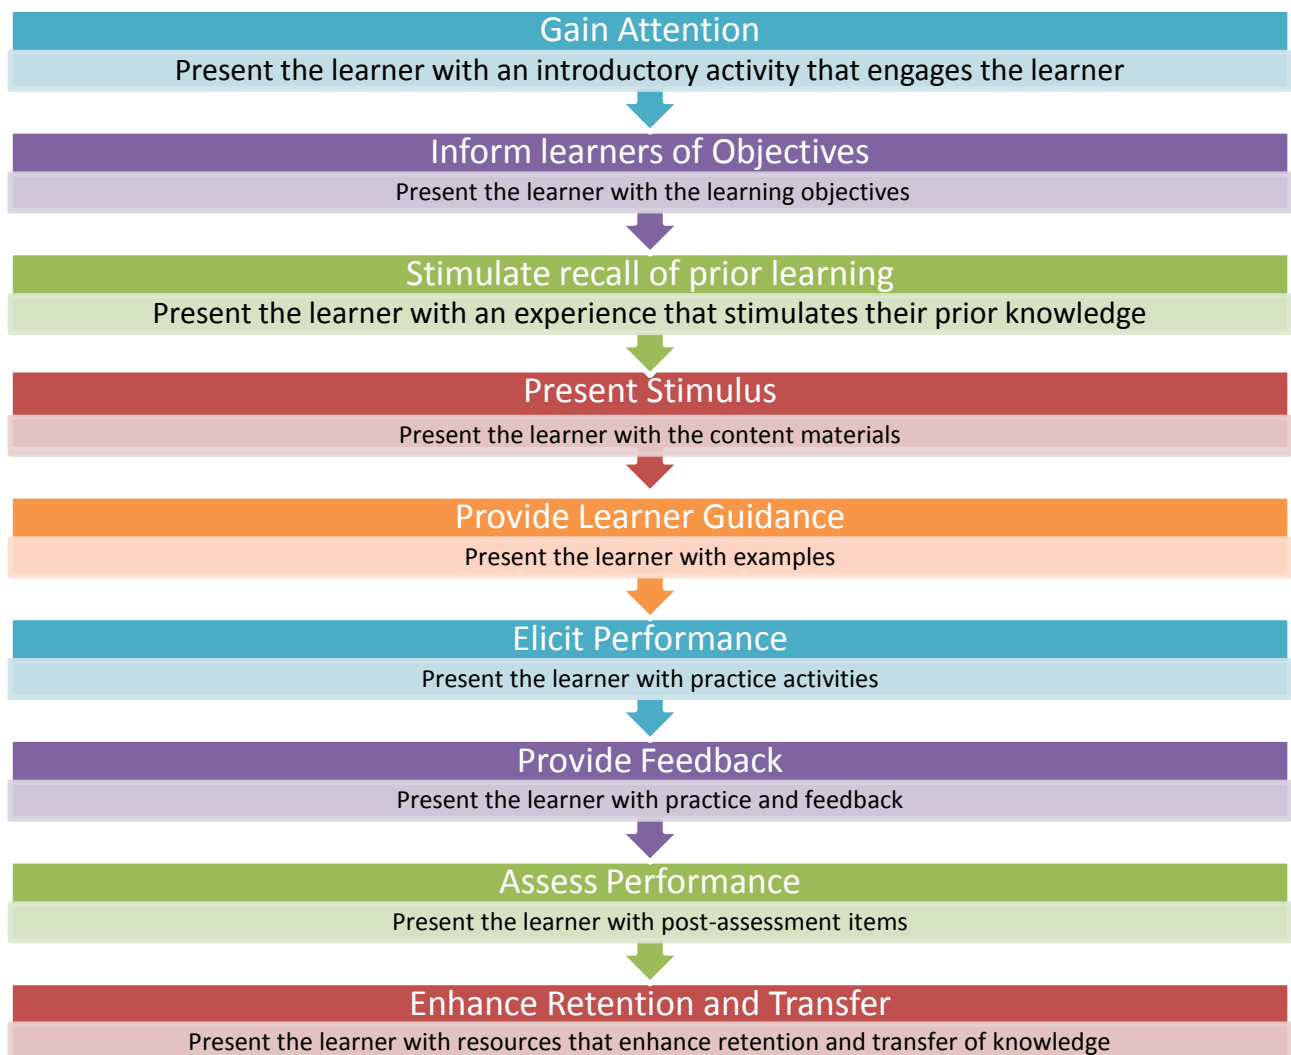 Gain Attention
Present the learner with an introductory activity that engages the learner
Inform learners of Objectives
Present the learner with the learning objectives
Stimulate recall of prior learning
Present the learner with an experience that stimulates their prior knowledge
Present Stimulus
Present the learner with the content materials
Provide Learner Guidance
Present the learner with examples
Elicit Performance
Present the learner with practice activities
Provide Feedback
Present the learner with practice and feedback
Assess Performance
Present the learner with post-assessment items
Enhance Retention and Transfer
Present the learner with resources that enhance retention and transfer of knowledge